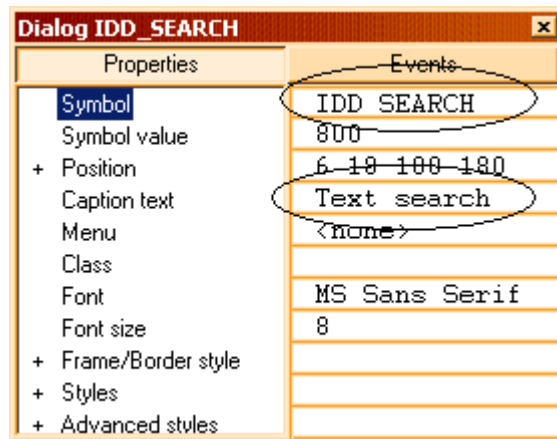 Dialog IDD_SEARCH x
Properties Events
Symbol IDD SEARCH
Symbol value 800
+ Position 6 10 100 180
Caption text Text search
Menu <none>
Class
Font MS Sans Serif
Font size 8
+ Frame/Border style
+ Styles
+ Advanced styles